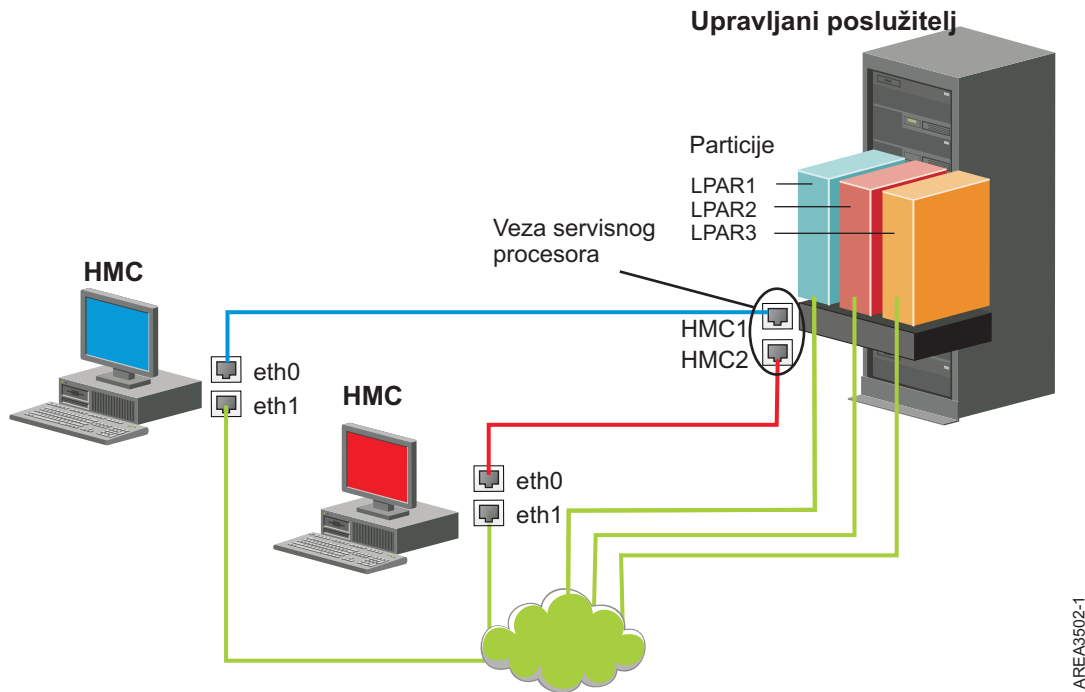 Upravljani poslužitelj
Particije
LPAR1
LPAR2
LPAR3
Veza servisnog
procesora
HMC
HMC1
HMC2
eth0
eth1
HMC
eth0
eth1
AREA3502-1